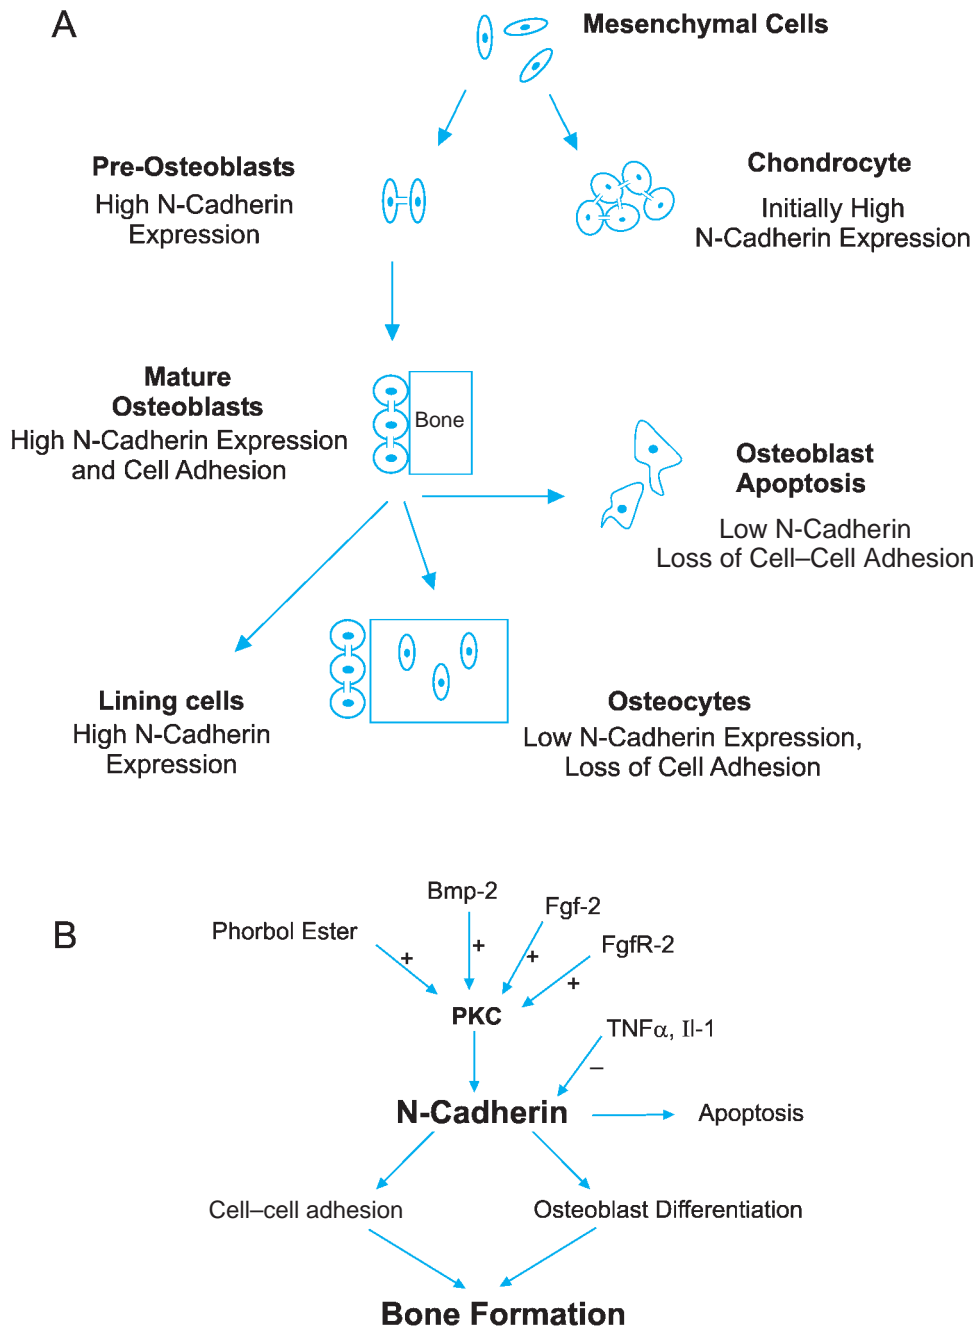 A
Mesenchymal Cells
Pre-Osteoblasts
High N-Cadherin
Expression
Chondrocyte
Initially High
N-Cadherin Expression
Mature
Osteoblasts
High N-Cadherin Expression
and Cell Adhesion
Bone
Osteoblast
Apoptosis
Low N-Cadherin
Loss of Cell–Cell Adhesion
Lining cells
High N-Cadherin
Expression
Osteocytes
Low N-Cadherin Expression,
Loss of Cell Adhesion
B
Phorbol Ester
Bmp-2
Fgf-2
FgfR-2
+
+
+
+
PKC
TNFα, Il-1
–
N-Cadherin
Apoptosis
Cell–cell adhesion
Osteoblast Differentiation
Bone Formation